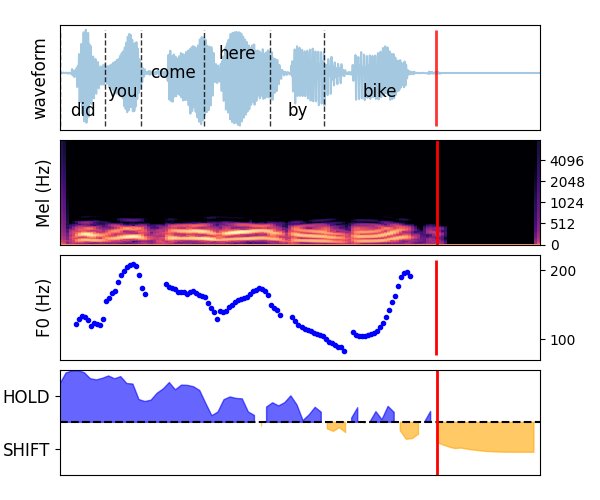 waveform
did
you
come
here
by
bike
Mel (Hz)
4096
2048
1024
512
0
F0 (Hz)
200
100
HOLD
SHIFT